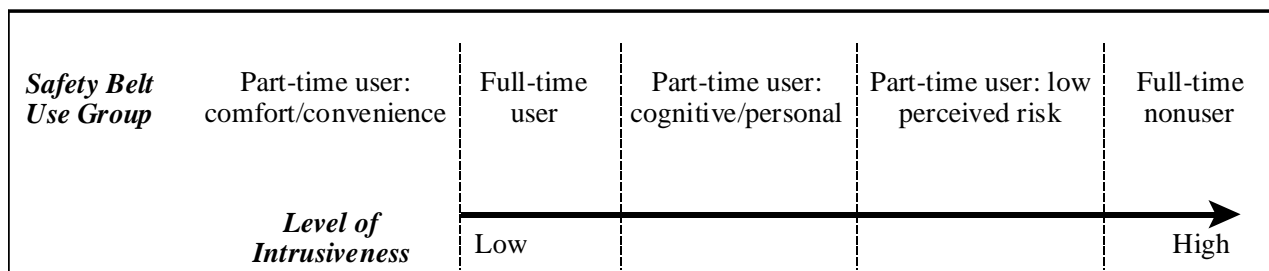 Safety Belt Part-time user: Full-time Part-time user: Part-time user: low Full-time
Use Group comfort/convenience user cognitive/personal perceived risk nonuser
Level of
Intrusiveness Low High